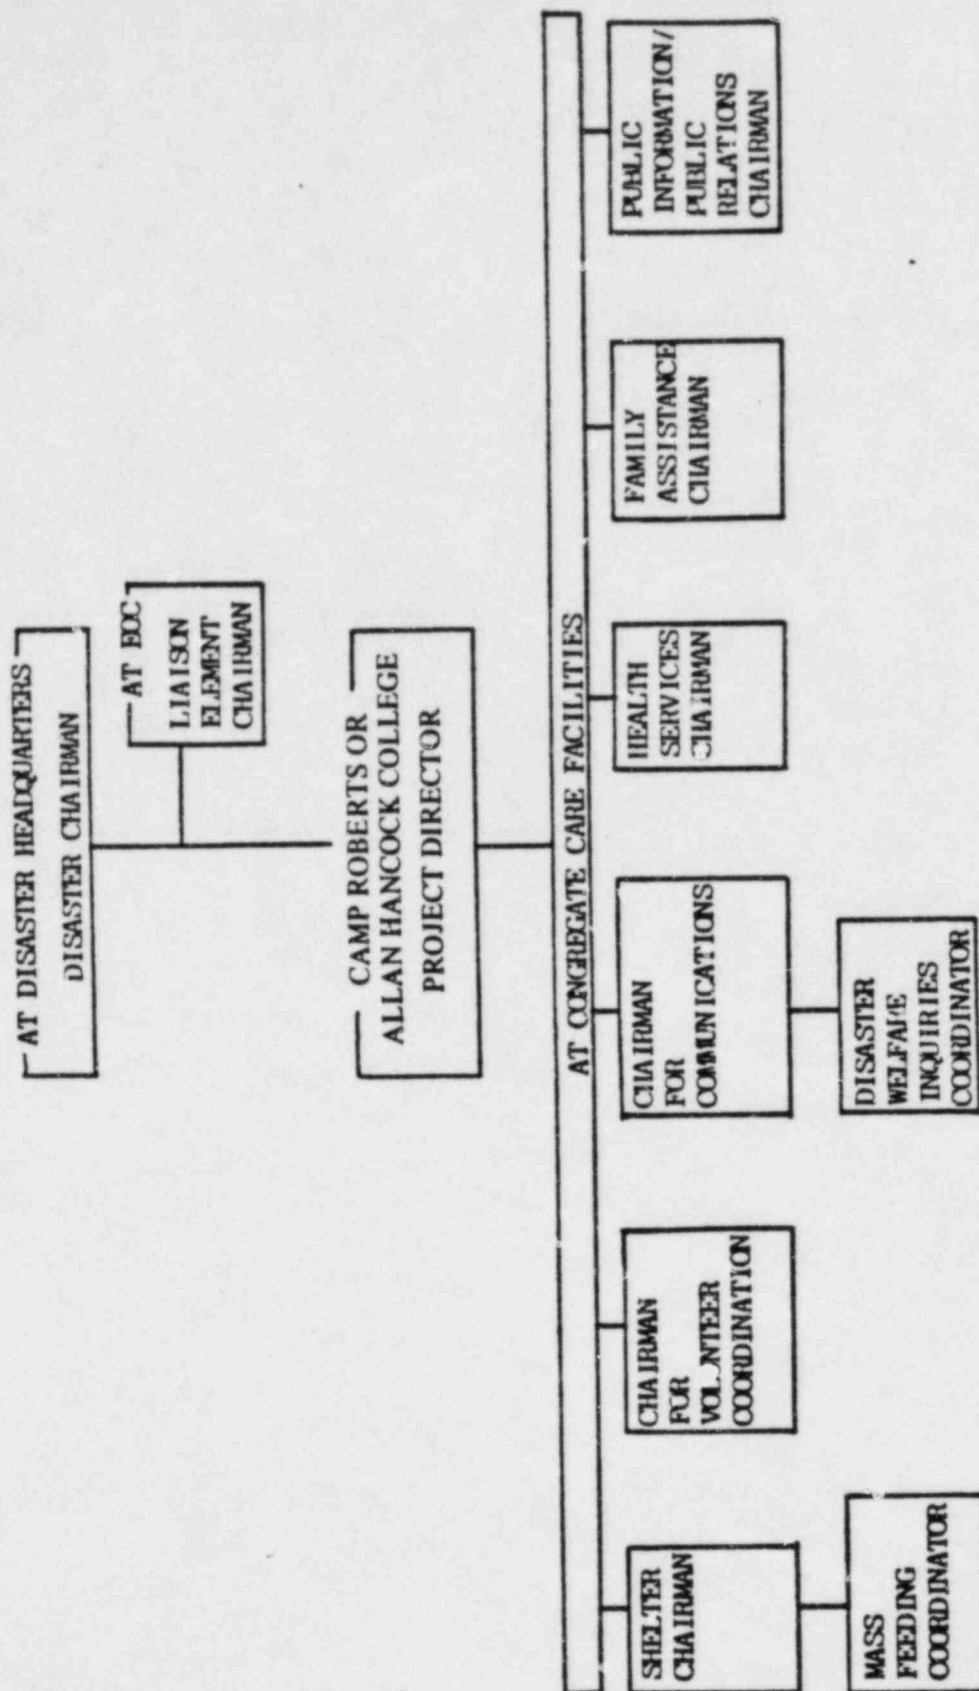 AT DISASTER HEADQUARTERS
DISASTER CHAIRMAN
AT EOC
LIAISON
ELEMENT
CHAIRMAN
CAMP ROBERTS OR
ALLAN HANCOCK COLLEGE
PROJECT DIRECTOR
AT CONGREGATE CARE FACILITIES
SHELTER
CHAIRMAN
MASS
FEEDING
COORDINATOR
CHAIRMAN
FOR
VOLUNTEER
COORDINATION
CHAIRMAN
FOR
COMMUNICATIONS
DISASTER
WELFARE
INQUIRIES
COORDINATOR
HEALTH
SERVICES
CHAIRMAN
FAMILY
ASSISTANCE
CHAIRMAN
PUBLIC
INFORMATION/
PUBLIC
RELATIONS
CHAIRMAN